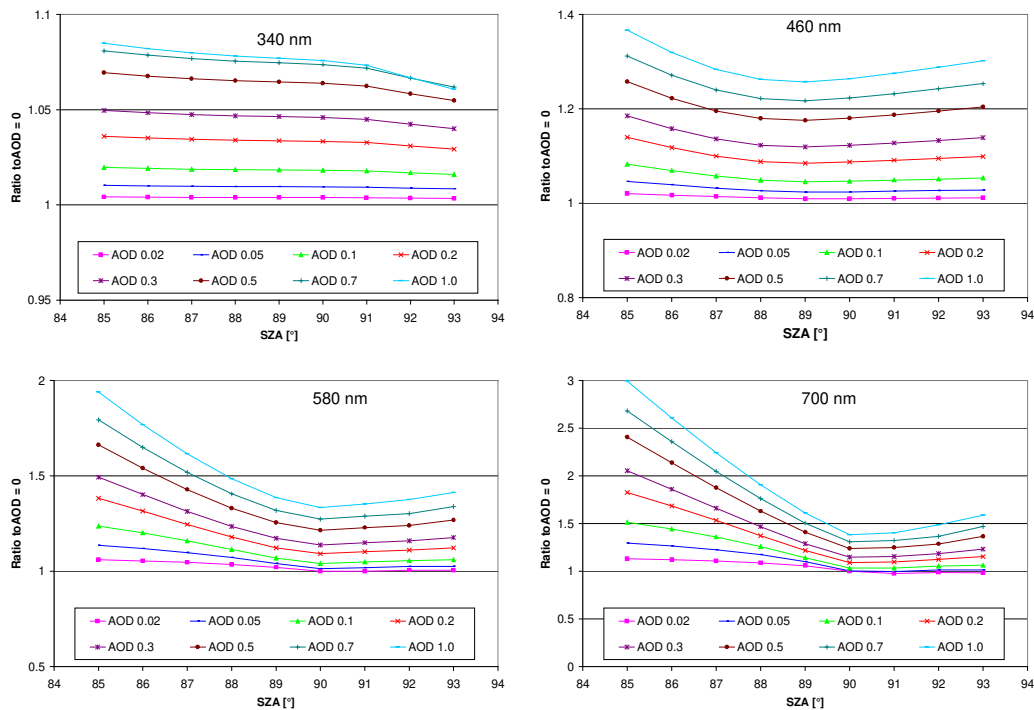 340 nm
1.1
1.05
1
0.95
Ratio toAOD = 0
AOD 0.02 AOD 0.05 AOD 0.1 AOD 0.2
AOD 0.3 AOD 0.5 AOD 0.7 AOD 1.0
84 85 86 87 88 89 90 91 92 93 94
SZA [°]
460 nm
1.4
1.2
1
0.8
Ratio toAOD = 0
AOD 0.02 AOD 0.05 AOD 0.1 AOD 0.2
AOD 0.3 AOD 0.5 AOD 0.7 AOD 1.0
84 85 86 87 88 89 90 91 92 93 94
SZA [°]
580 nm
2
1.5
1
0.5
Ratio toAOD = 0
AOD 0.02 AOD 0.05 AOD 0.1 AOD 0.2
AOD 0.3 AOD 0.5 AOD 0.7 AOD 1.0
84 85 86 87 88 89 90 91 92 93 94
SZA [°]
700 nm
3
2.5
2
1.5
1
0.5
0
Ratio toAOD = 0
AOD 0.02 AOD 0.05 AOD 0.1 AOD 0.2
AOD 0.3 AOD 0.5 AOD 0.7 AOD 1.0
84 85 86 87 88 89 90 91 92 93 94
SZA [°]